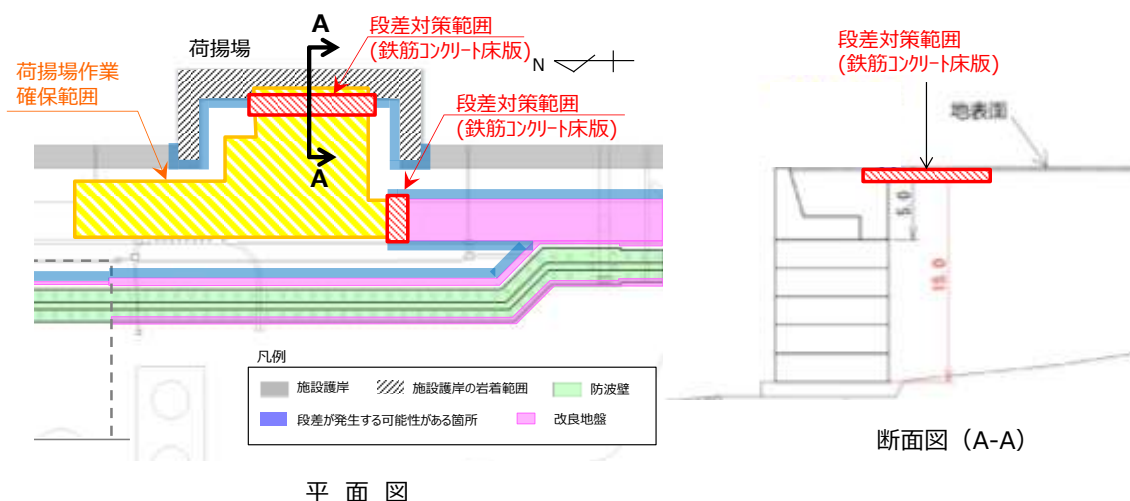 荷揚場
A
段差対策範囲
(鉄筋コンクリート床版)
荷揚場作業
確保範囲
N
段差対策範囲
(鉄筋コンクリート床版)
A
凡例
施設護岸
施設護岸の岩着範囲
防波壁
段差が発生する可能性がある箇所
改良地盤
平 面 図
段差対策範囲
(鉄筋コンクリート床版)
地表面
5.0
15.0
断面図（A-A）